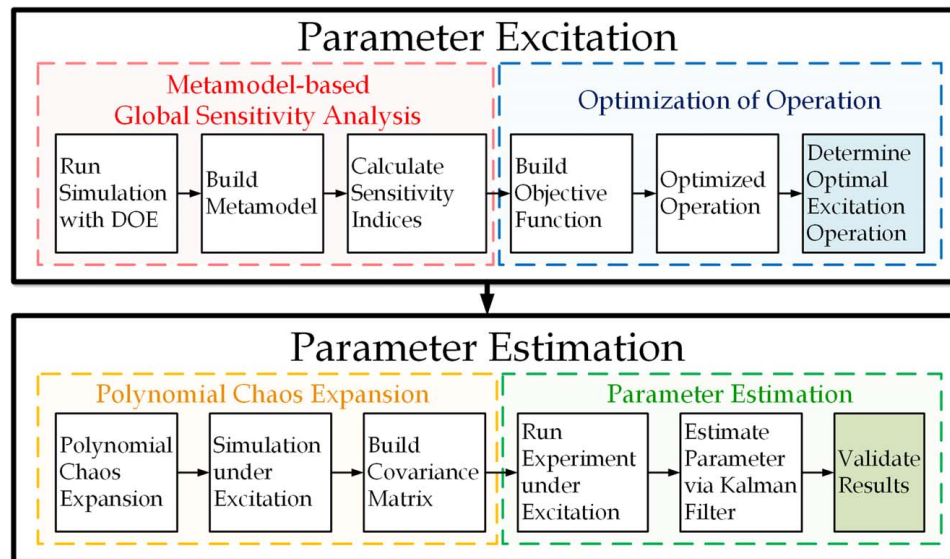 Parameter Excitation
Metamodel-based
Global Sensitivity Analysis
Optimization of Operation
Run
Simulation
with DOE
Build
Metamodel
Calculate
Sensitivity
Indices
Build
Objective
Function
Optimized
Operation
Determine
Optimal
Excitation
Operation
Parameter Estimation
Polynomial Chaos Expansion
Parameter Estimation
Polynomial
Chaos
Expansion
Simulation
under
Excitation
Build
Covariance
Matrix
Run
Experiment
under
Excitation
Estimate
Parameter
via Kalman
Filter
Validate
Results